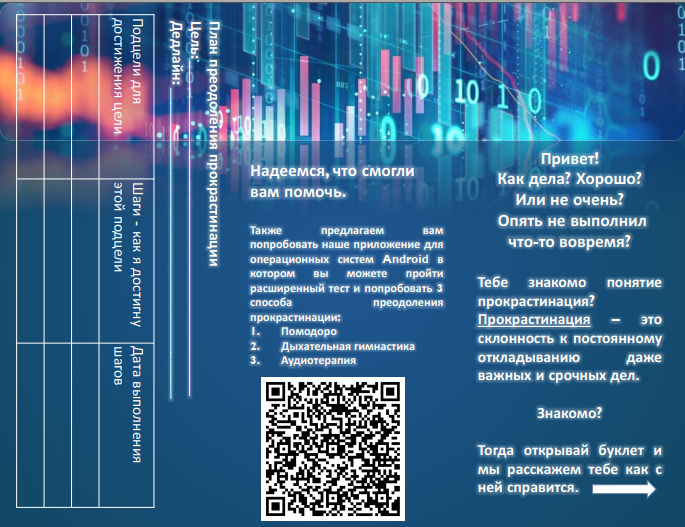 План преодоления прокрастинации
Цель:
Дедлайн:
Подцели для
достижения цели
Шаги - как я достигну
этой подцели
Дата выполнения
шагов
Надеемся, что смогли
вам помочь.
Также предлагаем вам
попробовать наше приложение для
операционных систем Android в
котором вы можете пройти
расширенный тест и попробовать 3
способа преодоления
прокрастинации:
1. Помодоро
2. Дыхательная гимнастика
3. Аудиотерапия
Привет!
Как дела? Хорошо?
Или не очень?
Опять не выполнил
что-то вовремя?
Тебе знакомо понятие
прокрастинация?
Прокрастинация – это
склонность к постоянному
откладыванию даже
важных и срочных дел.
Знакомо?
Тогда открывай буклет и
мы расскажем тебе как с
ней справится.